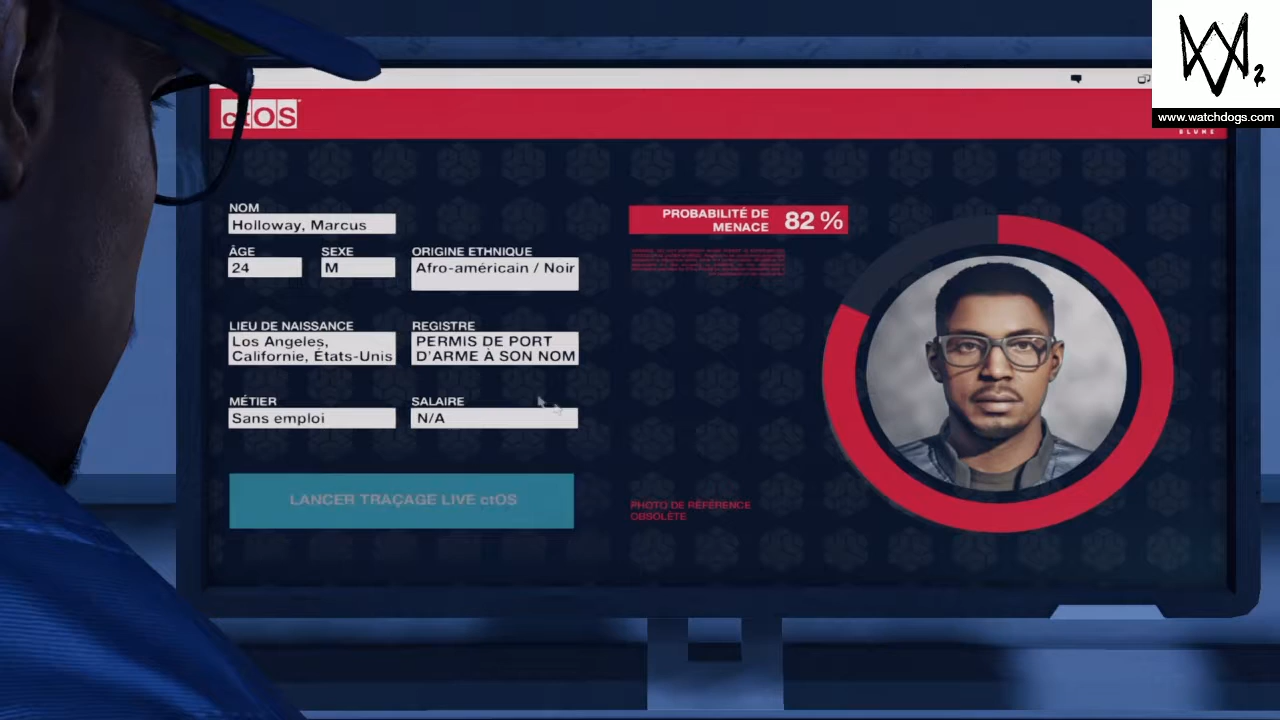 2
www.watchdogs.com
ctOS
BLUME
NOM
Holloway, Marcus
ÂGE
SEXE
ORIGINE ETHNIQUE
24
M
Afro-américain / Noir
LIEU DE NAISSANCE
REGISTRE
Los Angeles,
Californie, États-Unis
PERMIS DE PORT
D'ARME À SON NOM
MÉTIER
SALAIRE
Sans emploi
N/A
LANCER TRAÇAGE LIVE ctOS
PROBABILITÉ DE
MENACE
82 %
PHOTO DE RÉFÉRENCE
OBSOLÈTE